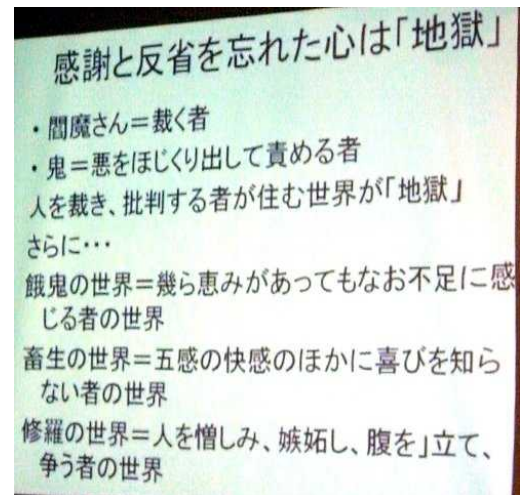 感謝と反省を忘れた心は「地獄」
・閻魔さん＝裁く者
・鬼＝悪をほじくり出して責める者
人を裁き、批判する者が住む世界が「地獄」
さらに・・・
餓鬼の世界＝幾ら恵みがあってもなお不足に感
じる者の世界
畜生の世界＝五感の快感のほかに喜びを知ら
ない者の世界
修羅の世界＝人を憎しみ、嫉妬し、腹を」立て、
争う者の世界